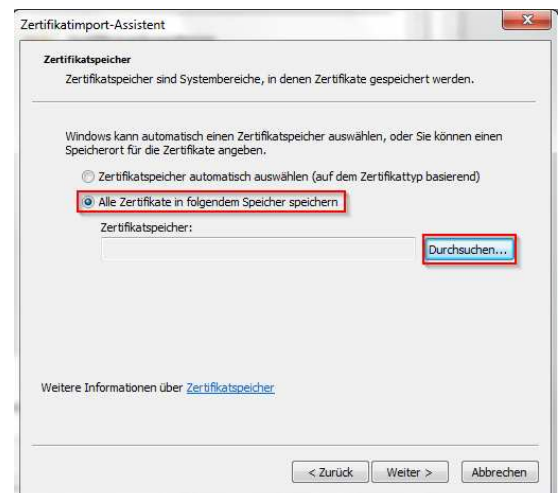 Zertifikatimport-Assistent
Zertifikatspeicher
Zertifikatspeicher sind Systembereiche, in denen Zertifikate gespeichert werden.
Windows kann automatisch einen Zertifikatspeicher auswählen, oder Sie können einen
Speicherort für die Zertifikate angeben.
Zertifikatspeicher automatisch auswählen (auf dem Zertifikattyp basierend)
Alle Zertifikate in folgendem Speicher speichern
Zertifikatspeicher:
Durchsuchen...
Weitere Informationen über Zertifikatspeicher
< Zurück Weiter > Abbrechen